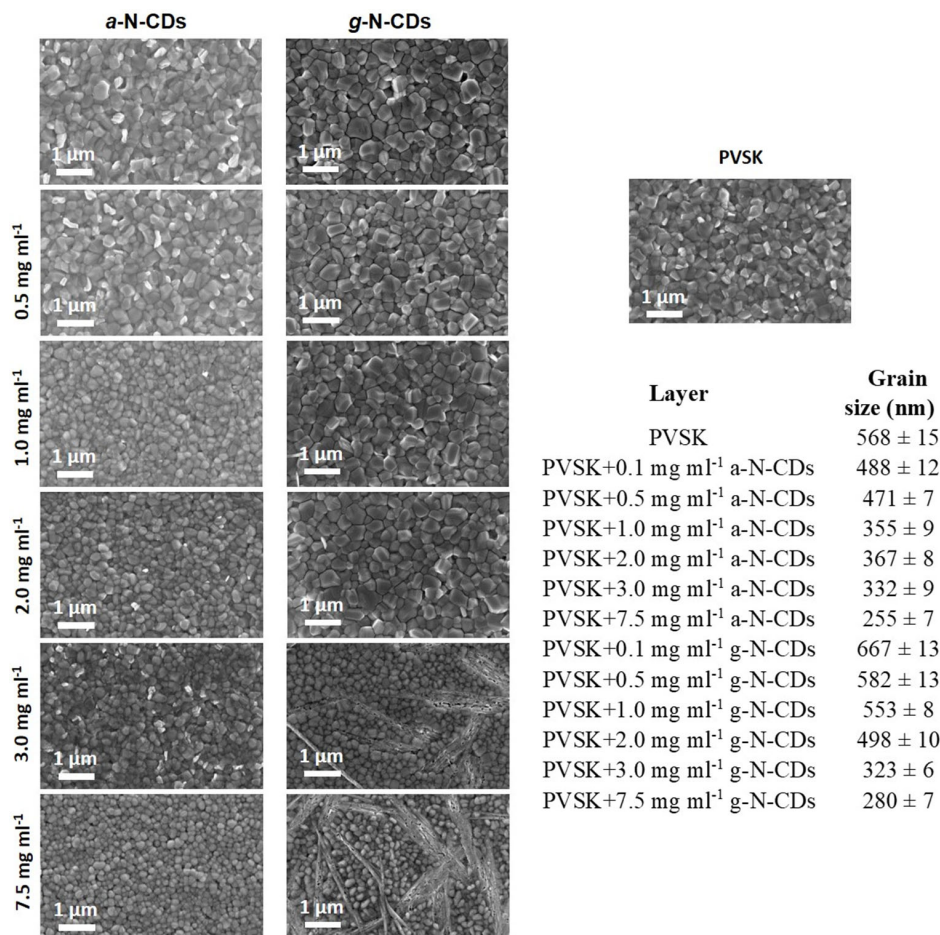 a-N-CDs
g-N-CDs
1 µm
1 µm
0.5 mg ml⁻¹
1 µm
1 µm
1.0 mg ml⁻¹
1 µm
1 µm
2.0 mg ml⁻¹
1 µm
1 µm
3.0 mg ml⁻¹
1 µm
1 µm
7.5 mg ml⁻¹
1 µm
1 µm
PVSK
1 µm
Layer Grain size (nm)
PVSK 568 ± 15
PVSK+0.1 mg ml⁻¹ a-N-CDs 488 ± 12
PVSK+0.5 mg ml⁻¹ a-N-CDs 471 ± 7
PVSK+1.0 mg ml⁻¹ a-N-CDs 355 ± 9
PVSK+2.0 mg ml⁻¹ a-N-CDs 367 ± 8
PVSK+3.0 mg ml⁻¹ a-N-CDs 332 ± 9
PVSK+7.5 mg ml⁻¹ a-N-CDs 255 ± 7
PVSK+0.1 mg ml⁻¹ g-N-CDs 667 ± 13
PVSK+0.5 mg ml⁻¹ g-N-CDs 582 ± 13
PVSK+1.0 mg ml⁻¹ g-N-CDs 553 ± 8
PVSK+2.0 mg ml⁻¹ g-N-CDs 498 ± 10
PVSK+3.0 mg ml⁻¹ g-N-CDs 323 ± 6
PVSK+7.5 mg ml⁻¹ g-N-CDs 280 ± 7